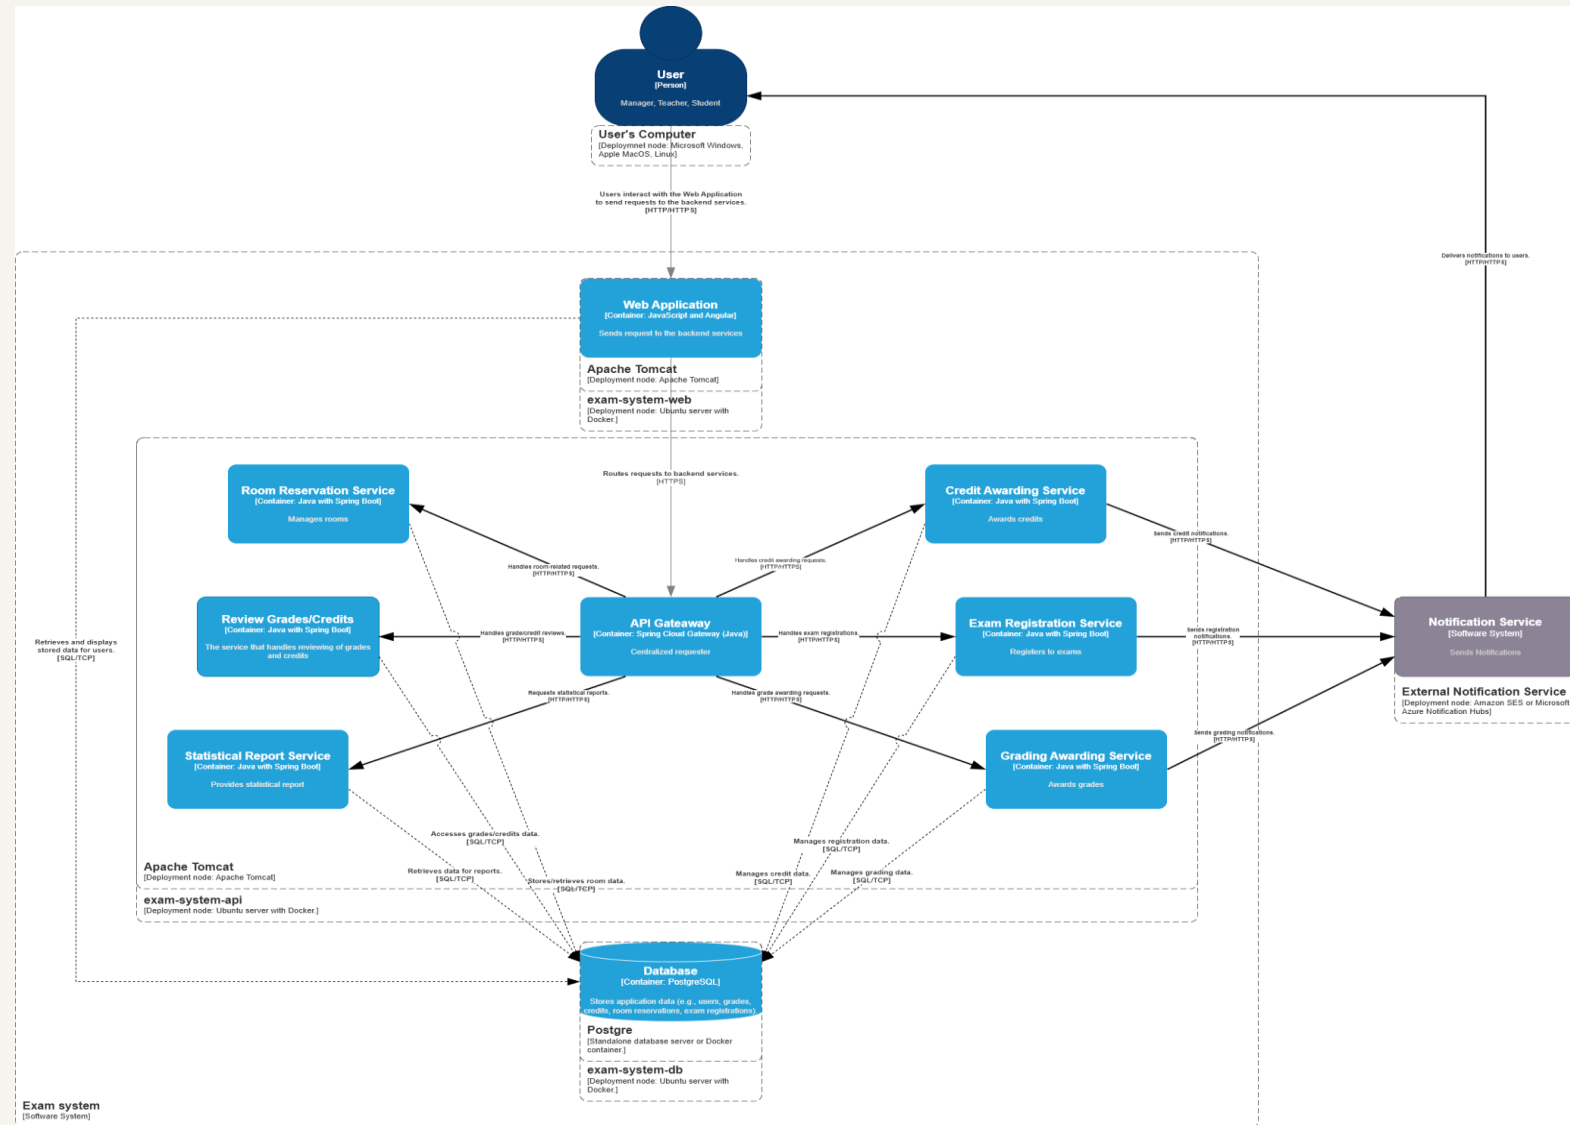 User
[Person]
Manager, Teacher, Student
User's Computer
[Deploymnet node: Microsoft Windows,
Apple MacOS, Linux]
Users interact with the Web Application
to send requests to the backend services.
[HTTP/HTTPS]
Delivers notifications to users.
[HTTP/HTTPS]
Web Application
[Container: JavaScript and Angular]
Sends request to the backend services
Apache Tomcat
[Deployment node: Apache Tomcat]
exam-system-web
[Deployment node: Ubuntu server with
Docker.]
Routes requests to backend services.
[HTTPS]
Room Reservation Service
[Container: Java with Spring Boot]
Manages rooms
Credit Awarding Service
[Container: Java with Spring Boot]
Awards credits
Sends credit notifications.
[HTTP/HTTPS]
Handles room-related requests.
[HTTP/HTTPS]
Handles credit awarding requests.
[HTTP/HTTPS]
Review Grades/Credits
[Container: Java with Spring Boot]
The service that handles reviewing of grades
and credits
Handles grade/credit reviews.
[HTTP/HTTPS]
API Gateaway
[Container: Spring Cloud Gateway (Java)]
Centralized requester
Handles exam registrations.
[HTTP/HTTPS]
Exam Registration Service
[Container: Java with Spring Boot]
Registers to exams
Sends registration
notifications.
[HTTP/HTTPS]
Notification Service
[Software System]
Sends Notifications
External Notification Service
[Deployment node: Amazon SES or Microsoft
Azure Notification Hubs]
Retrieves and displays
stored data for users.
[SQL/TCP]
Requests statistical reports.
[HTTP/HTTPS]
Handles grade awarding requests.
[HTTP/HTTPS]
Sends grading notifications.
[HTTP/HTTPS]
Statistical Report Service
[Container: Java with Spring Boot]
Provides statistical report
Grading Awarding Service
[Container: Java with Spring Boot]
Awards grades
Accesses grades/credits data.
[SQL/TCP]
Manages registration data.
[SQL/TCP]
Retrieves data for reports.
[SQL/TCP]
Stores/retrieves room data.
[SQL/TCP]
Manages credit data.
[SQL/TCP]
Manages grading data.
[SQL/TCP]
Apache Tomcat
[Deployment node: Apache Tomcat]
exam-system-api
[Deployment node: Ubuntu server with Docker.]
Database
[Container: PostgreSQL]
Stores application data (e.g., users, grades,
credits, room reservations, exam registrations)
Postgre
[Standalone database server or Docker
container.]
exam-system-db
[Deployment node: Ubuntu server with
Docker.]
Exam system
[Software System]